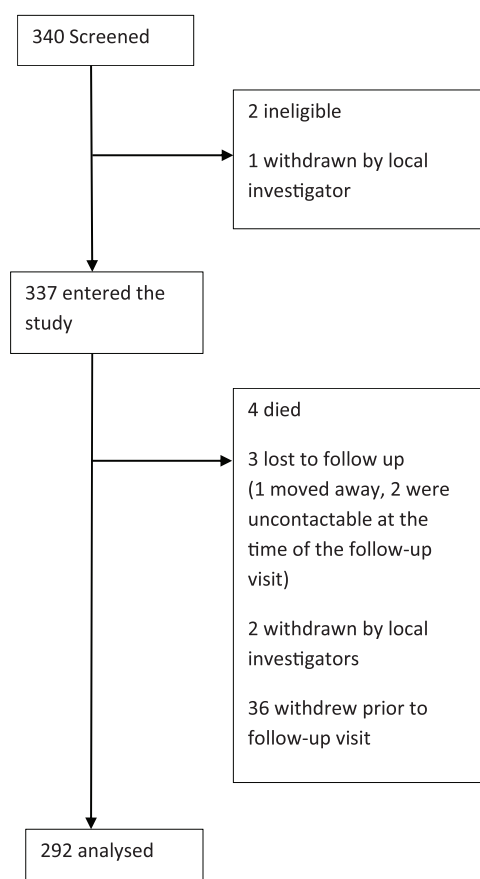 340 Screened
2 ineligible
1 withdrawn by local
investigator
337 entered the
study
4 died
3 lost to follow up
(1 moved away, 2 were
uncontactable at the
time of the follow-up
visit)
2 withdrawn by local
investigators
36 withdrew prior to
follow-up visit
292 analysed